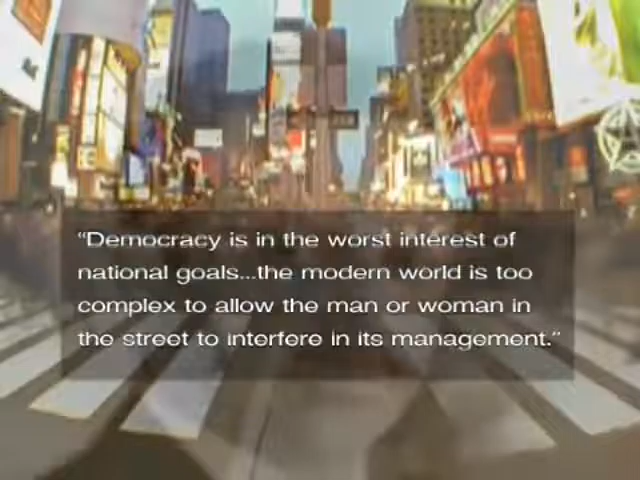 “Democracy is in the worst interest of
national goals...the modern world is too
complex to allow the man or woman in
the street to interfere in its management.”